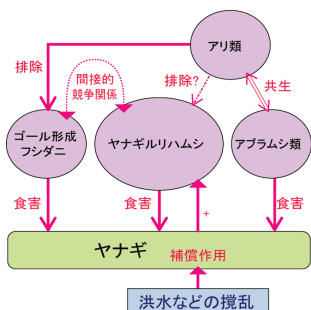 アリ類
排除
間接的
競争関係
排除?
共生
ゴール形成
フシダニ
ヤナギルリハムシ
アブラムシ類
食害
食害
+
食害
ヤナギ
補償作用
洪水などの撹乱